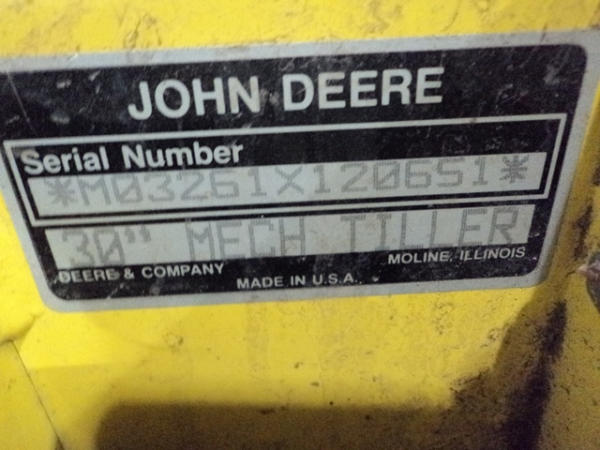 JOHN DEERE
Serial Number
*M03261X120651*
30" MECH TILLER
DEERE & COMPANY MOLINE, ILLINOIS
MADE IN U.S.A.